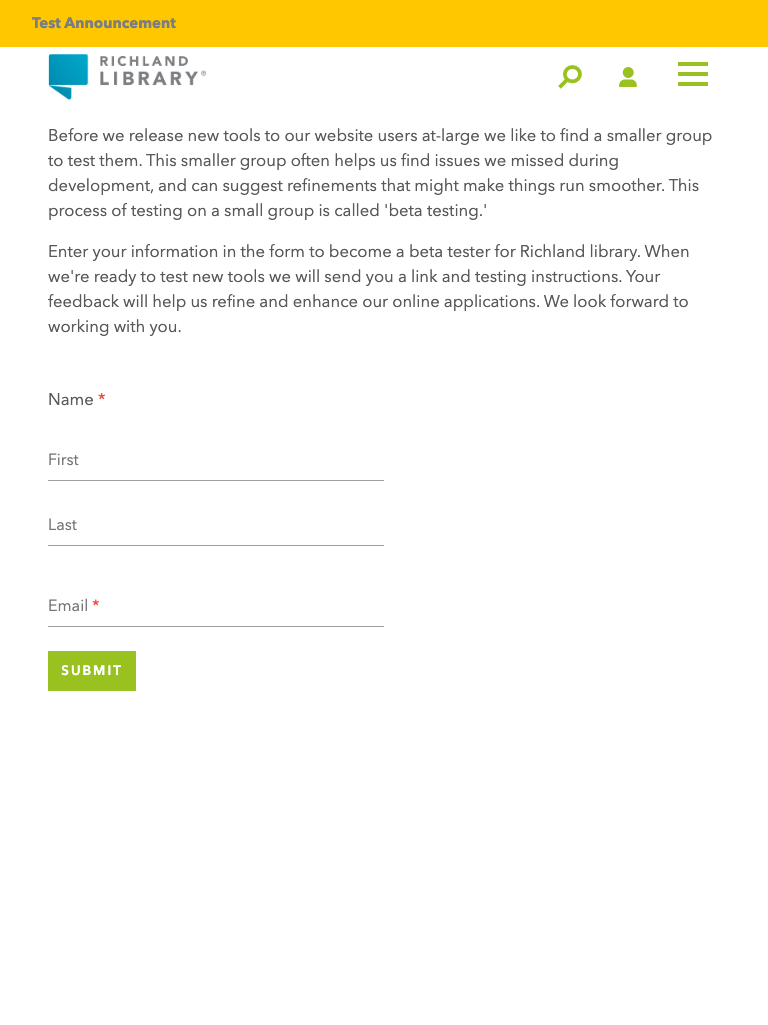 Test Announcement
RICHLAND
LIBRARY®
Before we release new tools to our website users at-large we like to find a smaller group
to test them. This smaller group often helps us find issues we missed during
development, and can suggest refinements that might make things run smoother. This
process of testing on a small group is called 'beta testing.'
Enter your information in the form to become a beta tester for Richland library. When
we're ready to test new tools we will send you a link and testing instructions. Your
feedback will help us refine and enhance our online applications. We look forward to
working with you.
Name *
First
Last
Email *
SUBMIT